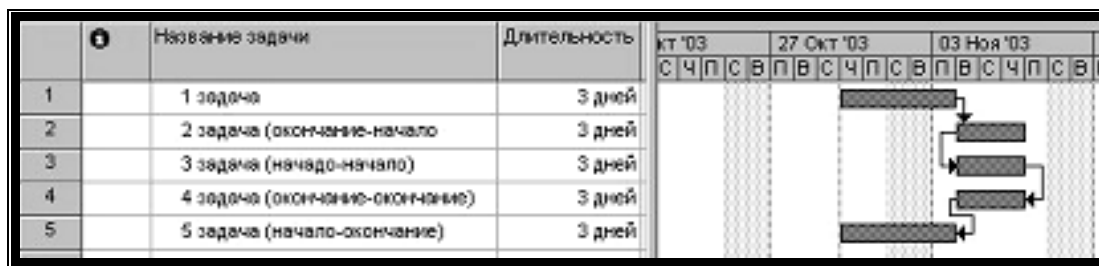 Название задачи Длительность кт '03 27 Окт '03 03 Ноя '03
С Ч П С В П В С Ч П С В П В С Ч П С В
1 1 задача 3 дней
2 2 задача (окончание-начало 3 дней
3 3 задача (начадо-начало) 3 дней
4 4 задача (окончание-окончание) 3 дней
5 5 задача (начало-окончание) 3 дней